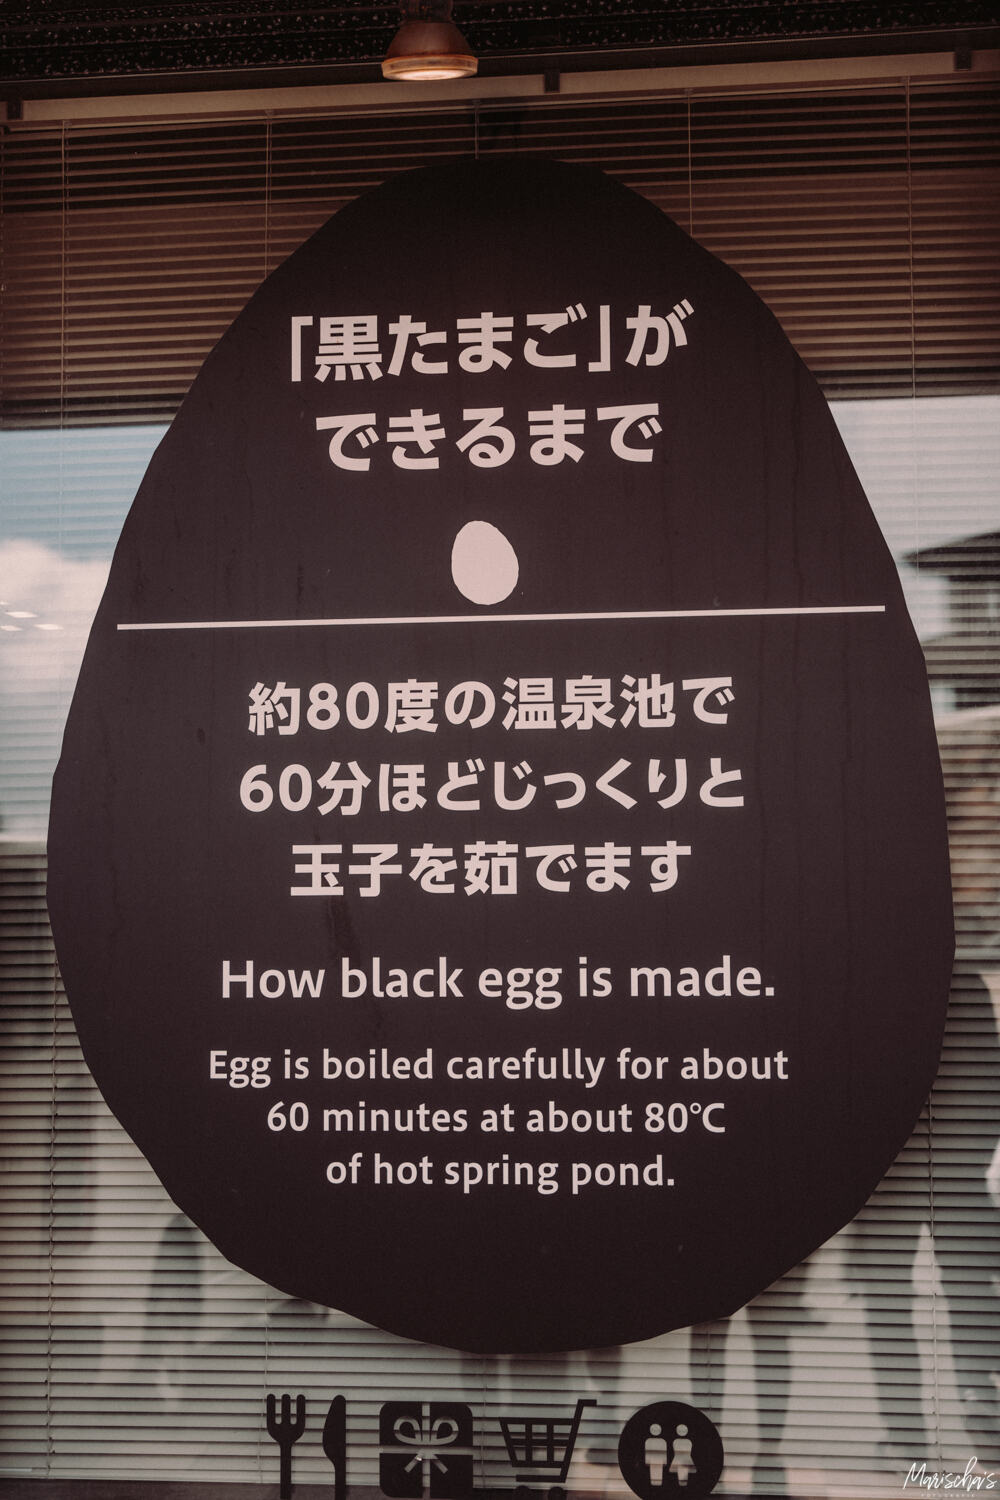 「黒たまご」が
できるまで
約80度の温泉池で
60分ほどじっくりと
玉子を茹でます
How black egg is made.
Egg is boiled carefully for about
60 minutes at about 80°C
of hot spring pond.
Marischa's